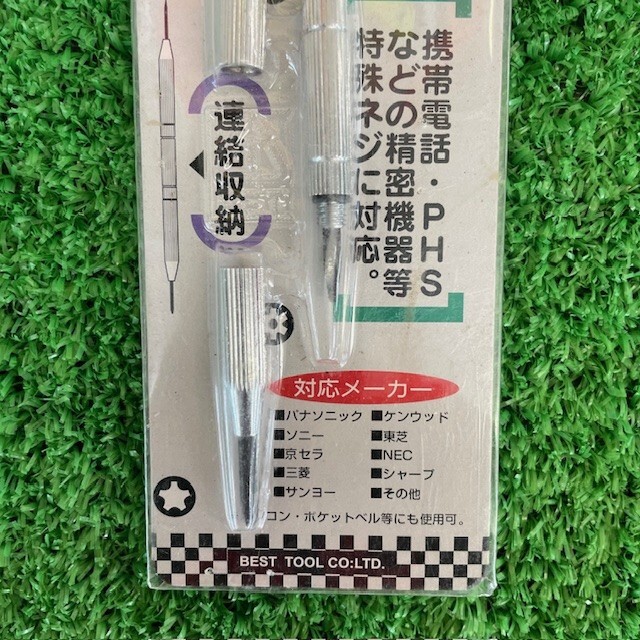 携帯電話・PHS
などの精密機器等
特殊ネジに対応。
連結収納
対応メーカー
■パナソニック ■ケンウッド
■ソニー ■東芝
■京セラ ■NEC
■三菱 ■シャープ
■サンヨー ■その他
コン・ポケットベル等にも使用可。
BEST TOOL CO:LTD.